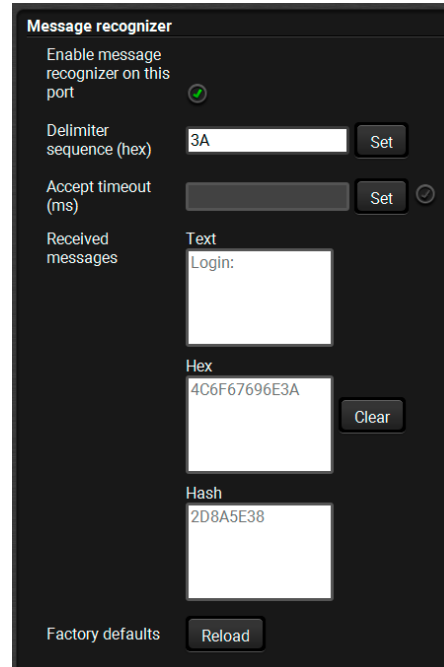 Message recognizer
Enable message
recognizer on this
port
Delimiter
sequence (hex)
3A
Set
Accept timeout
(ms)
Set
Received
messages
Text
Login:
Hex
4C6F67696E3A
Clear
Hash
2D8A5E38
Factory defaults
Reload